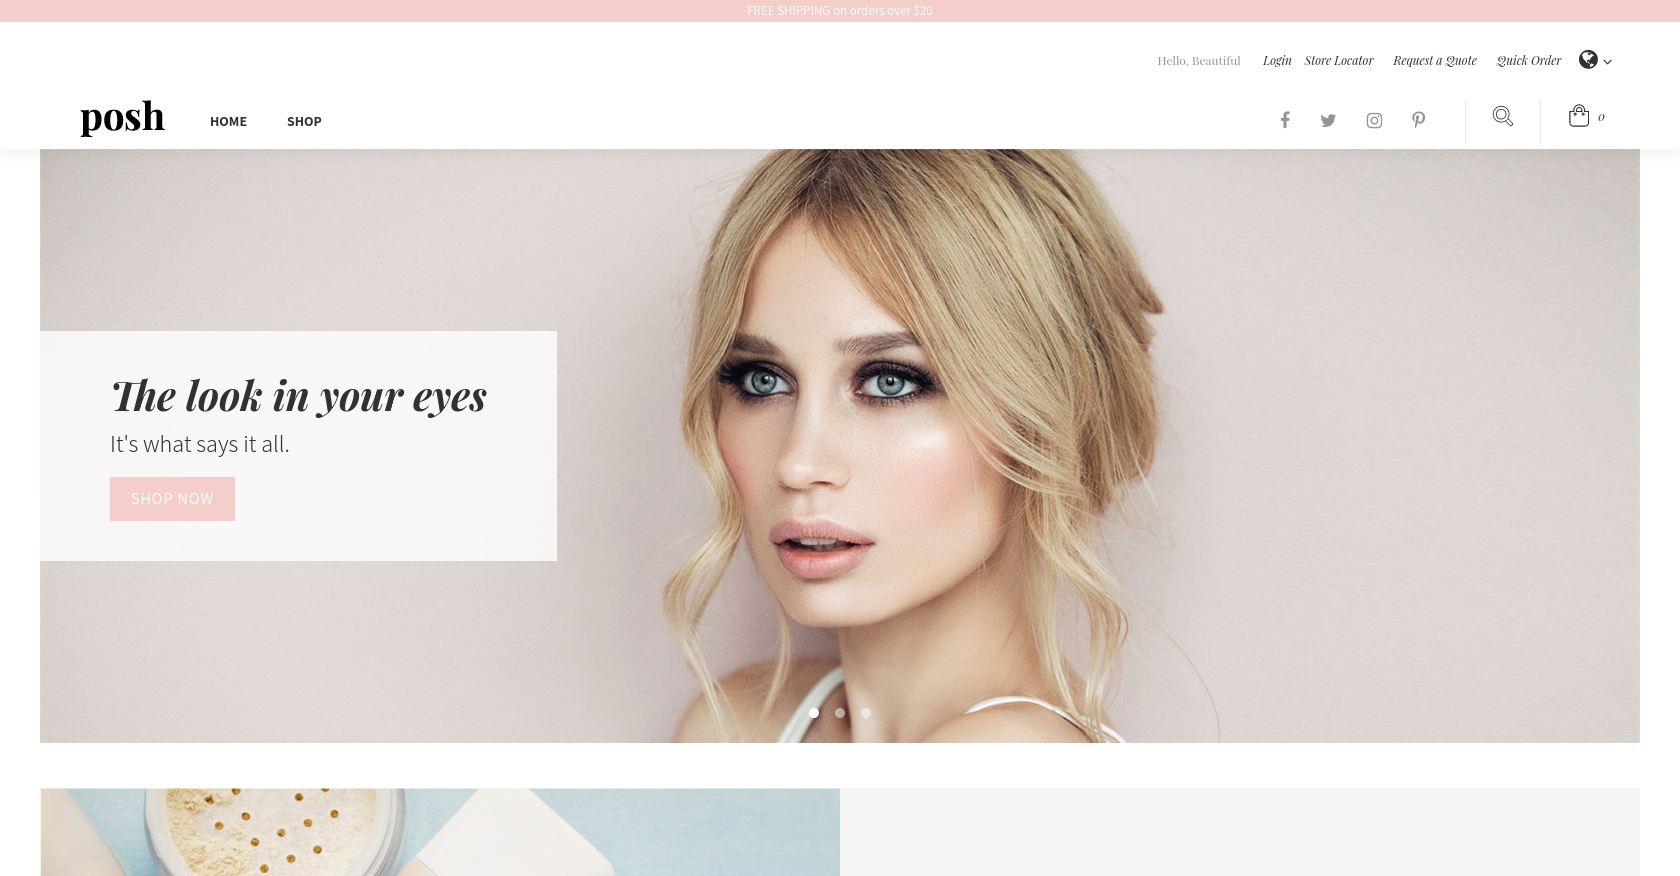 FREE SHIPPING on orders over $20
Hello, Beautiful Login Store Locator Request a Quote Quick Order
posh HOME SHOP 0
The look in your eyes
It's what says it all.
SHOP NOW